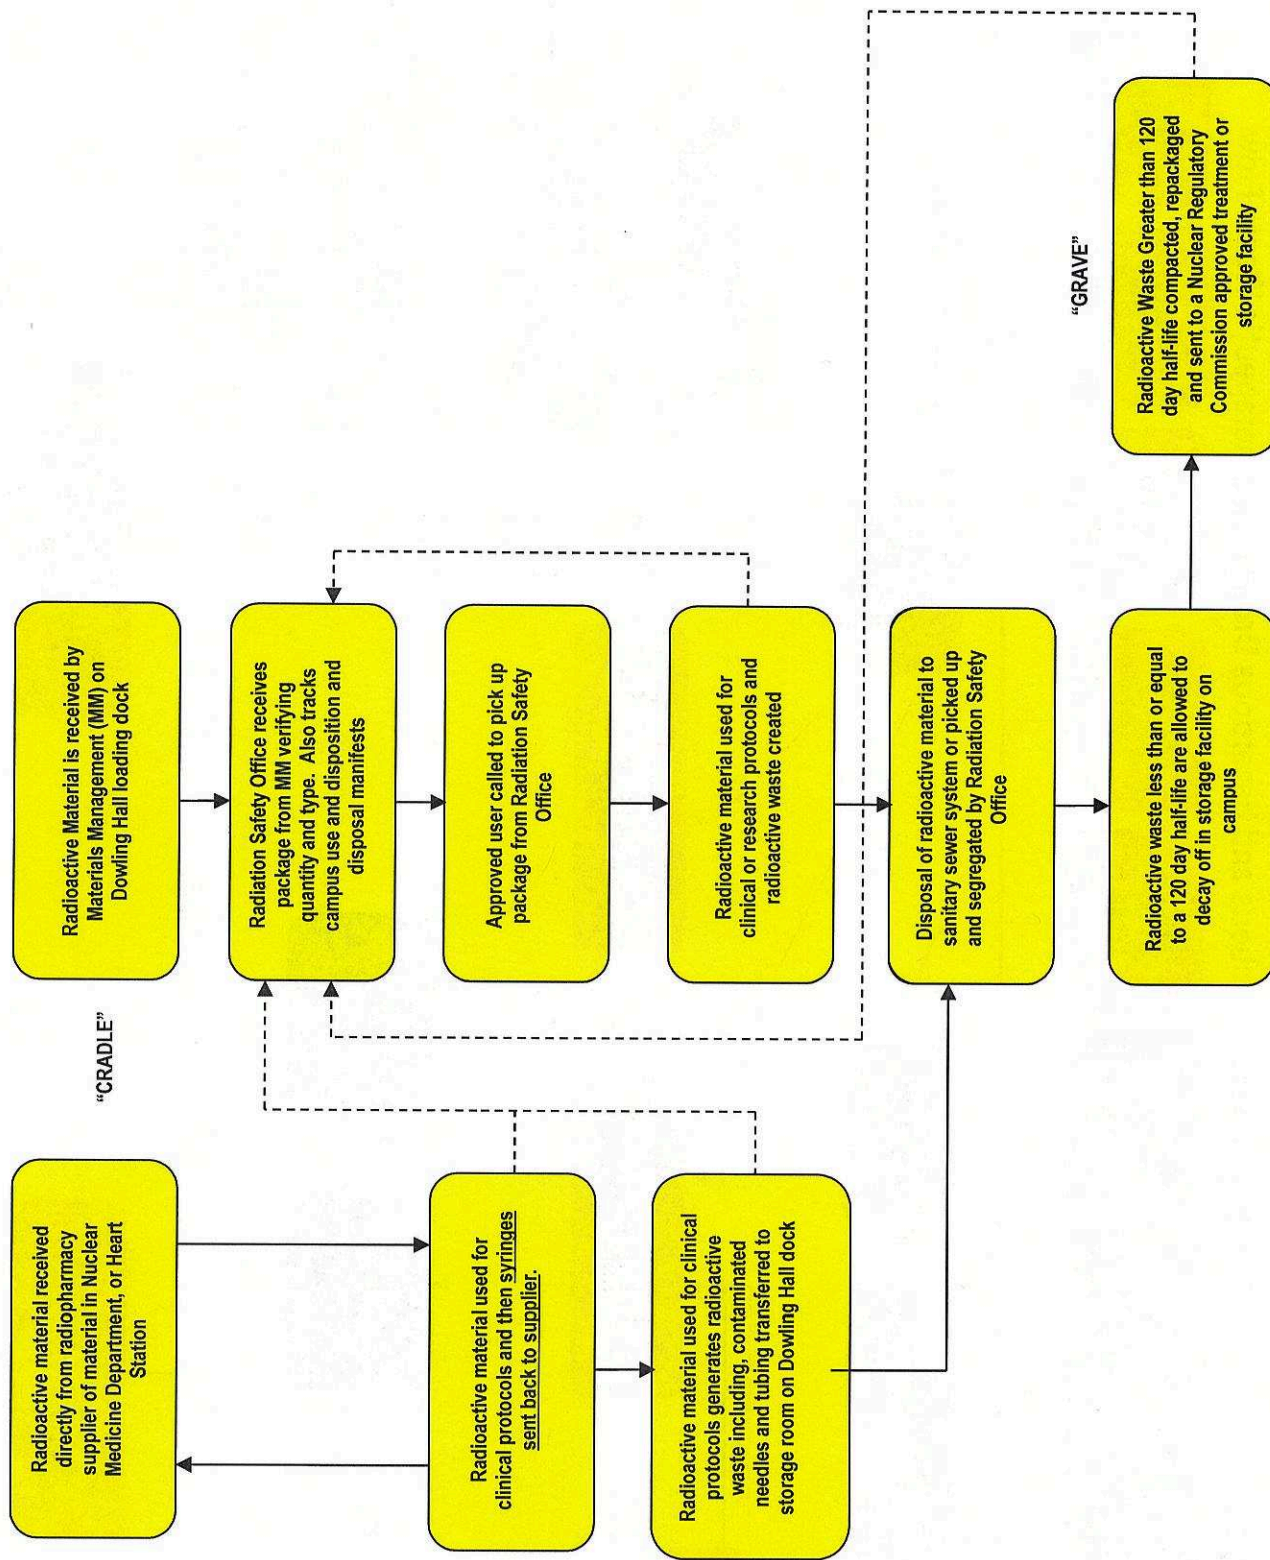 Radioactive material received
directly from radiopharmacy
supplier of material in Nuclear
Medicine Department, or Heart
Station
"CRADLE"
Radioactive Material is received by
Materials Management (MM) on
Dowling Hall loading dock
Radiation Safety Office receives
package from MM verifying
quantity and type. Also tracks
campus use and disposition and
disposal manifests
Radioactive material used for
clinical protocols and then syringes
sent back to supplier.
Approved user called to pick up
package from Radiation Safety
Office
Radioactive material used for clinical
protocols generates radioactive
waste including, contaminated
needles and tubing transferred to
storage room on Dowling Hall dock
Radioactive material used for
clinical or research protocols and
radioactive waste created
Disposal of radioactive material to
sanitary sewer system or picked up
and segregated by Radiation Safety
Office
Radioactive waste less than or equal
to a 120 day half-life are allowed to
decay off in storage facility on
campus
"GRAVE"
Radioactive Waste Greater than 120
day half-life compacted, repackaged
and sent to a Nuclear Regulatory
Commission approved treatment or
storage facility